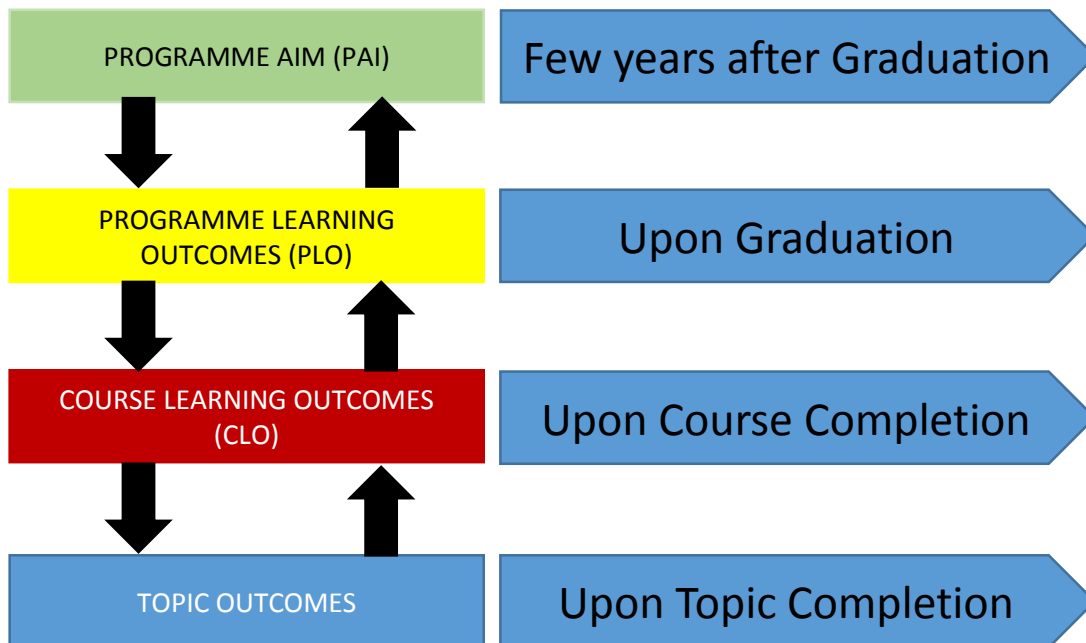 PROGRAMME AIM (PAI)
Few years after Graduation
PROGRAMME LEARNING
OUTCOMES (PLO)
Upon Graduation
COURSE LEARNING OUTCOMES
(CLO)
Upon Course Completion
TOPIC OUTCOMES
Upon Topic Completion